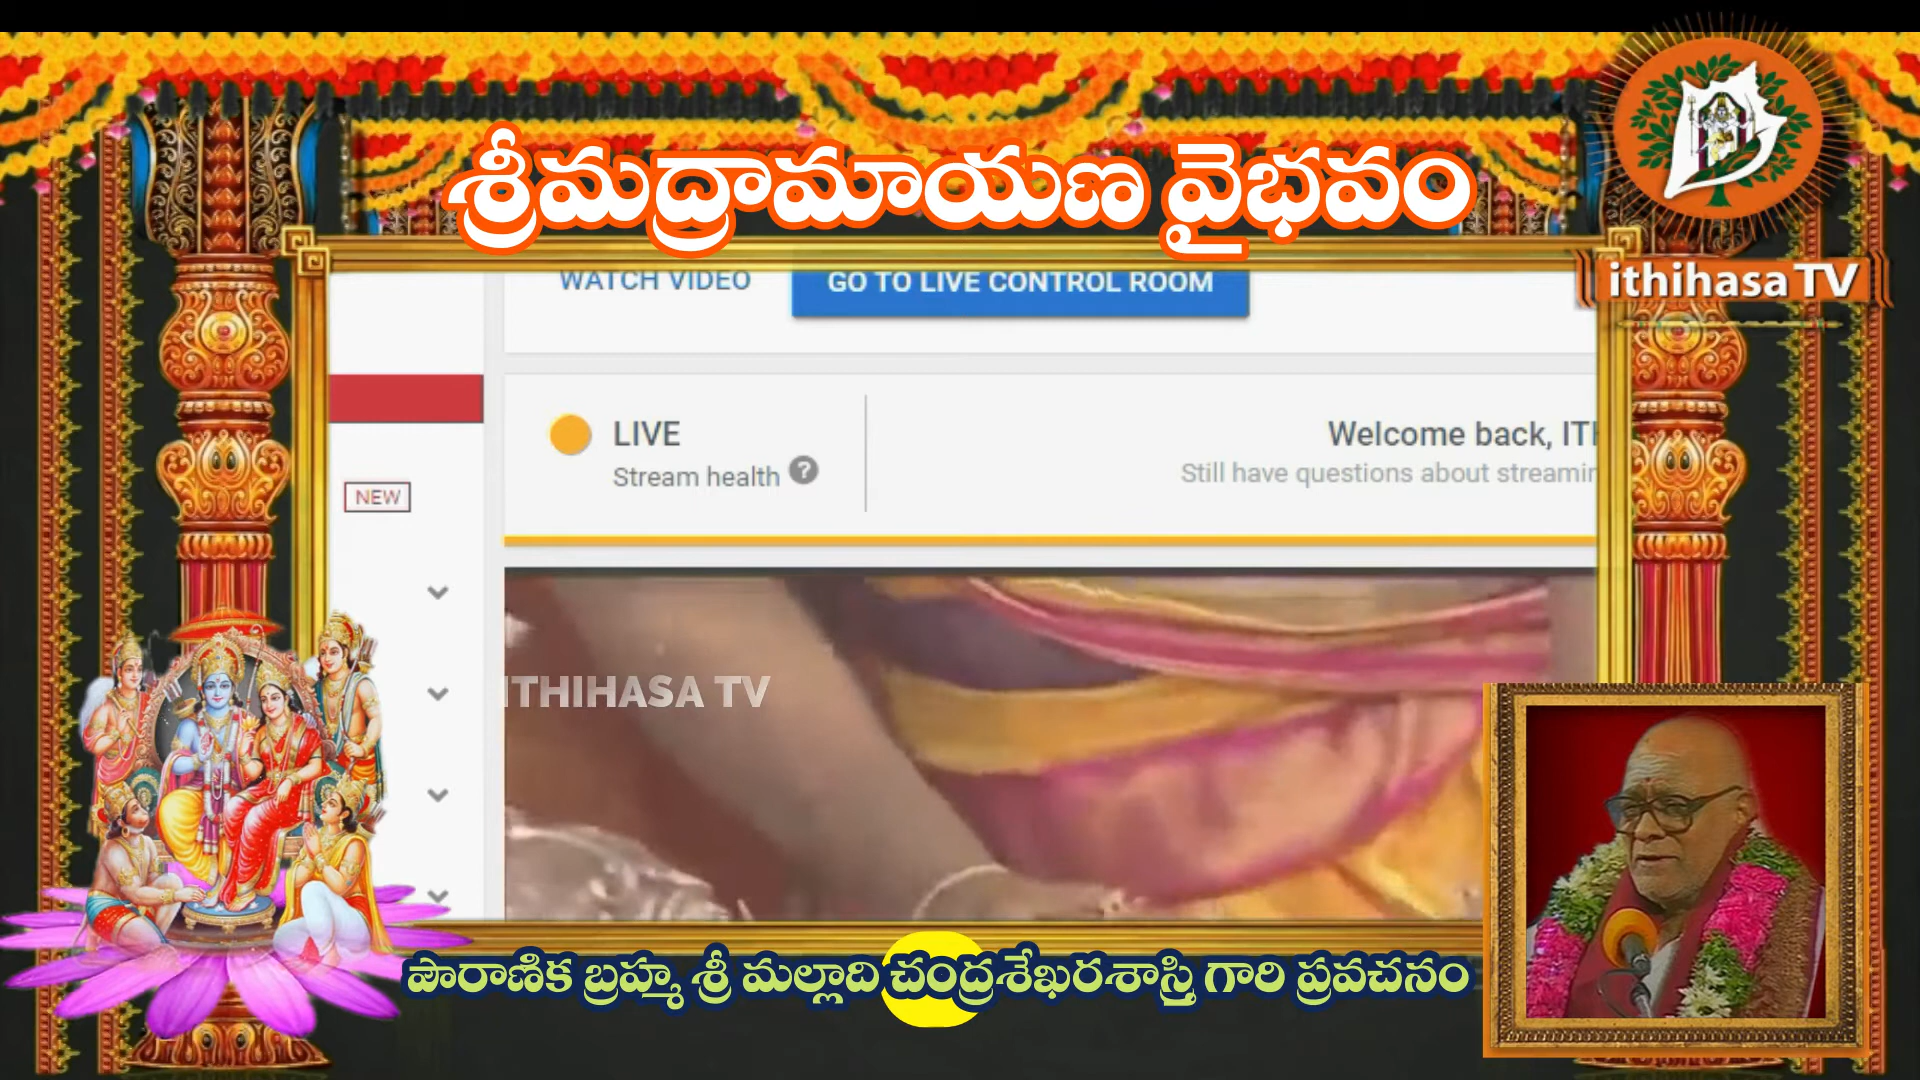 శ్రీమద్రామాయణ వైభవం
ithihasa TV
WATCH VIDEO
GO TO LIVE CONTROL ROOM
LIVE
Stream health ?
Welcome back, ITH
Still have questions about streamin
NEW
ITHIHASA TV
పౌరాణిక బ్రహ్మ శ్రీ మల్లాది చంద్రశేఖరశాస్త్రి గారి ప్రవచనం